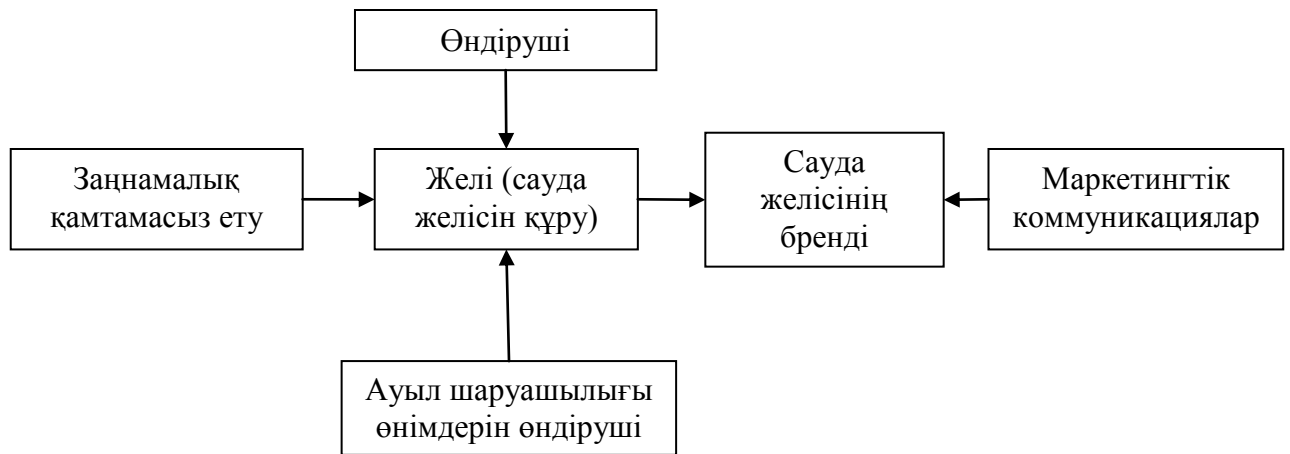 Өндіруші
Заңнамалық
қамтамасыз ету
Желі (сауда
желісін құру)
Сауда
желісінің
бренді
Маркетингтік
коммуникациялар
Ауыл шаруашылығы
өнімдерін өндіруші